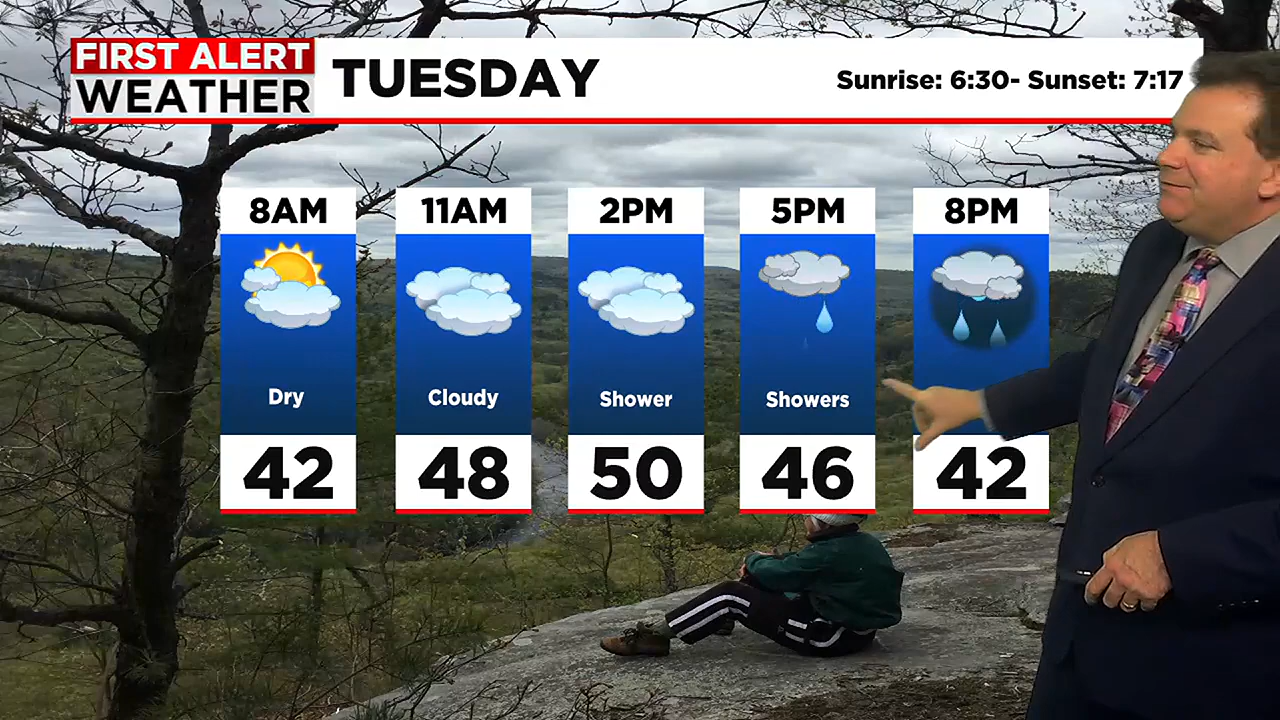 FIRST ALERT
WEATHER
TUESDAY
Sunrise: 6:30- Sunset: 7:17
8AM
11AM
2PM
5PM
8PM
Dry
Cloudy
Shower
Showers
42
48
50
46
42